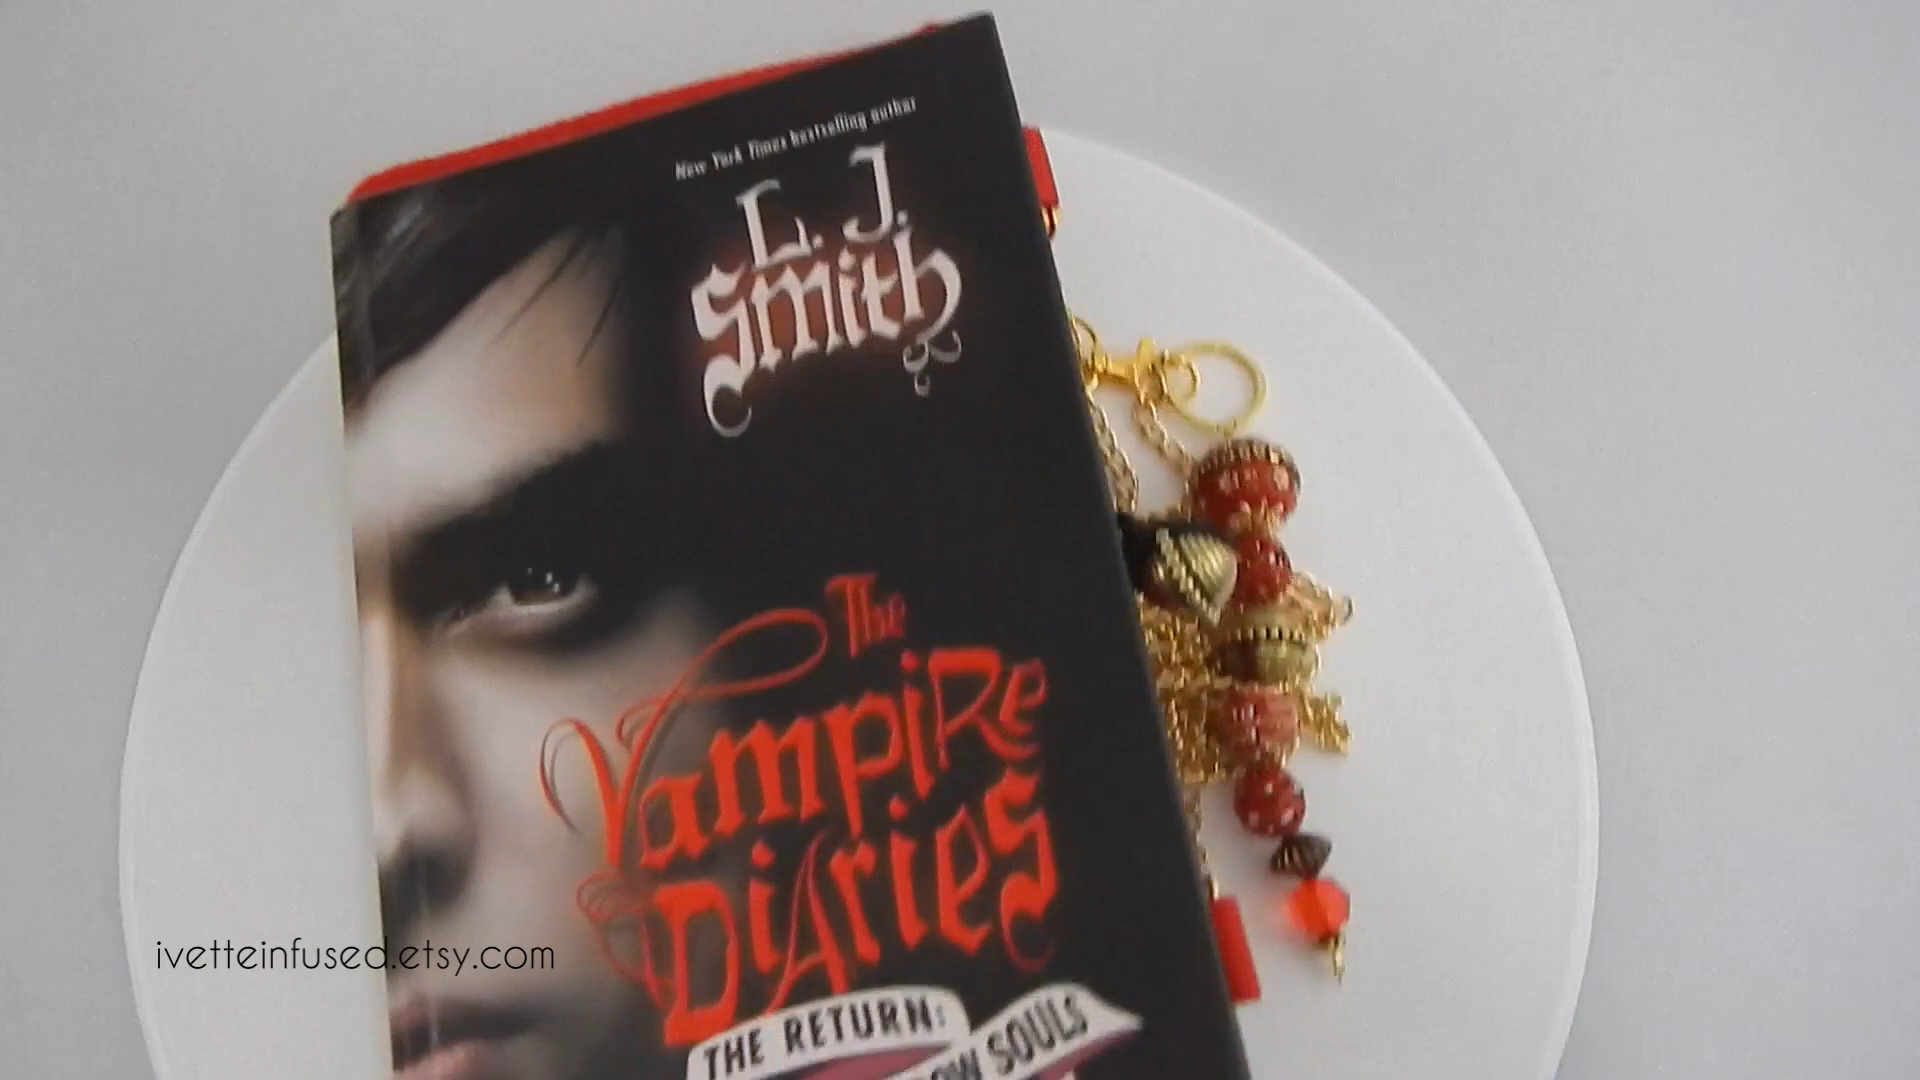 New York Times bestselling author
L. J.
Smith
The
Vampire
Diaries
THE RETURN:
SOULS
ivetteinfused.etsy.com